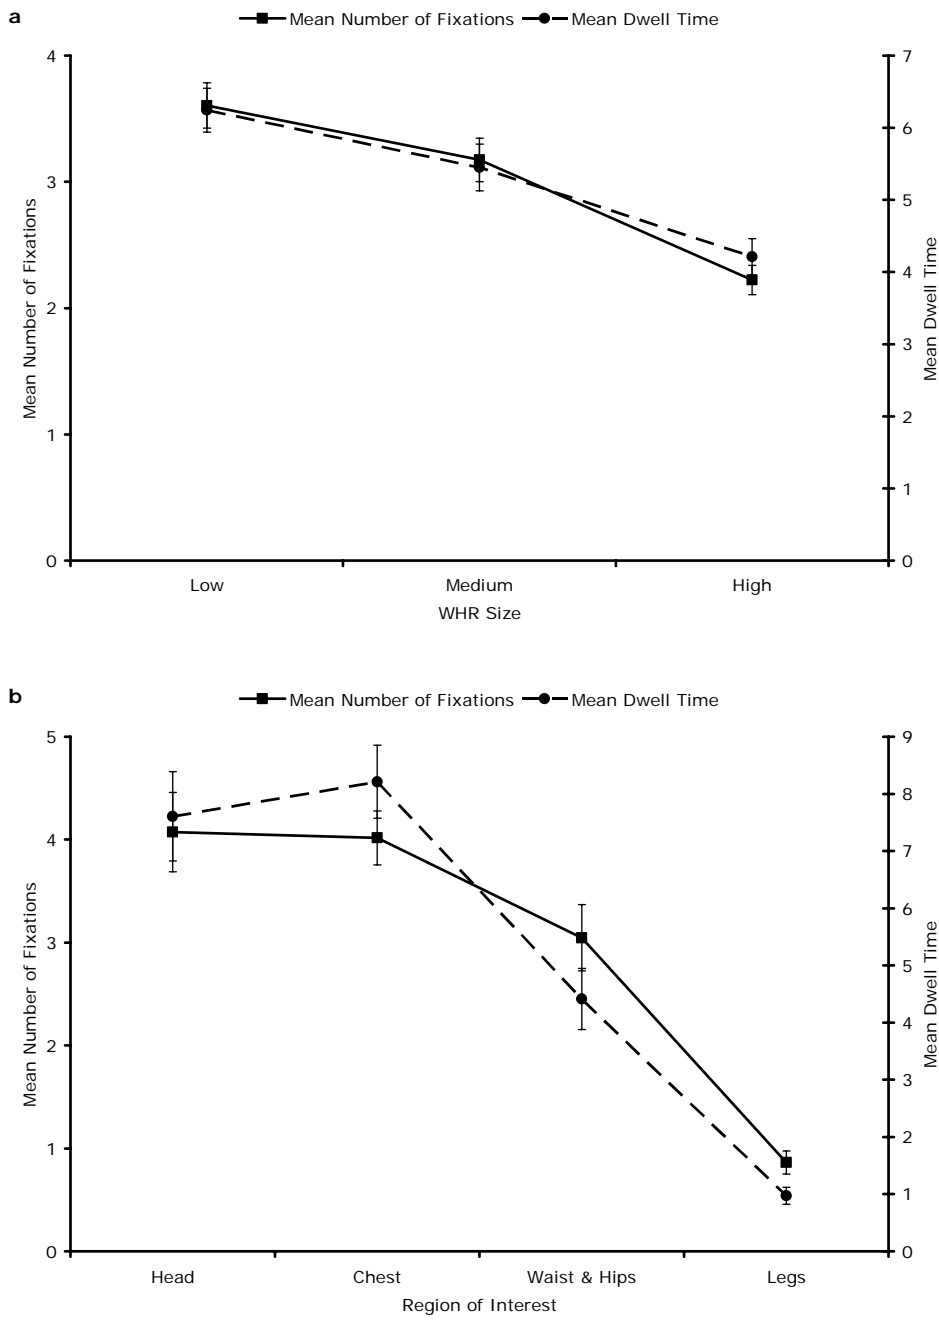 a
Mean Number of Fixations Mean Dwell Time
4
3
2
1
0
7
6
5
4
3
2
1
0
Mean Number of Fixations
Mean Dwell Time
Low Medium High
WHR Size
b
Mean Number of Fixations Mean Dwell Time
5
4
3
2
1
0
9
8
7
6
5
4
3
2
1
0
Mean Number of Fixations
Mean Dwell Time
Head Chest Waist & Hips Legs
Region of Interest